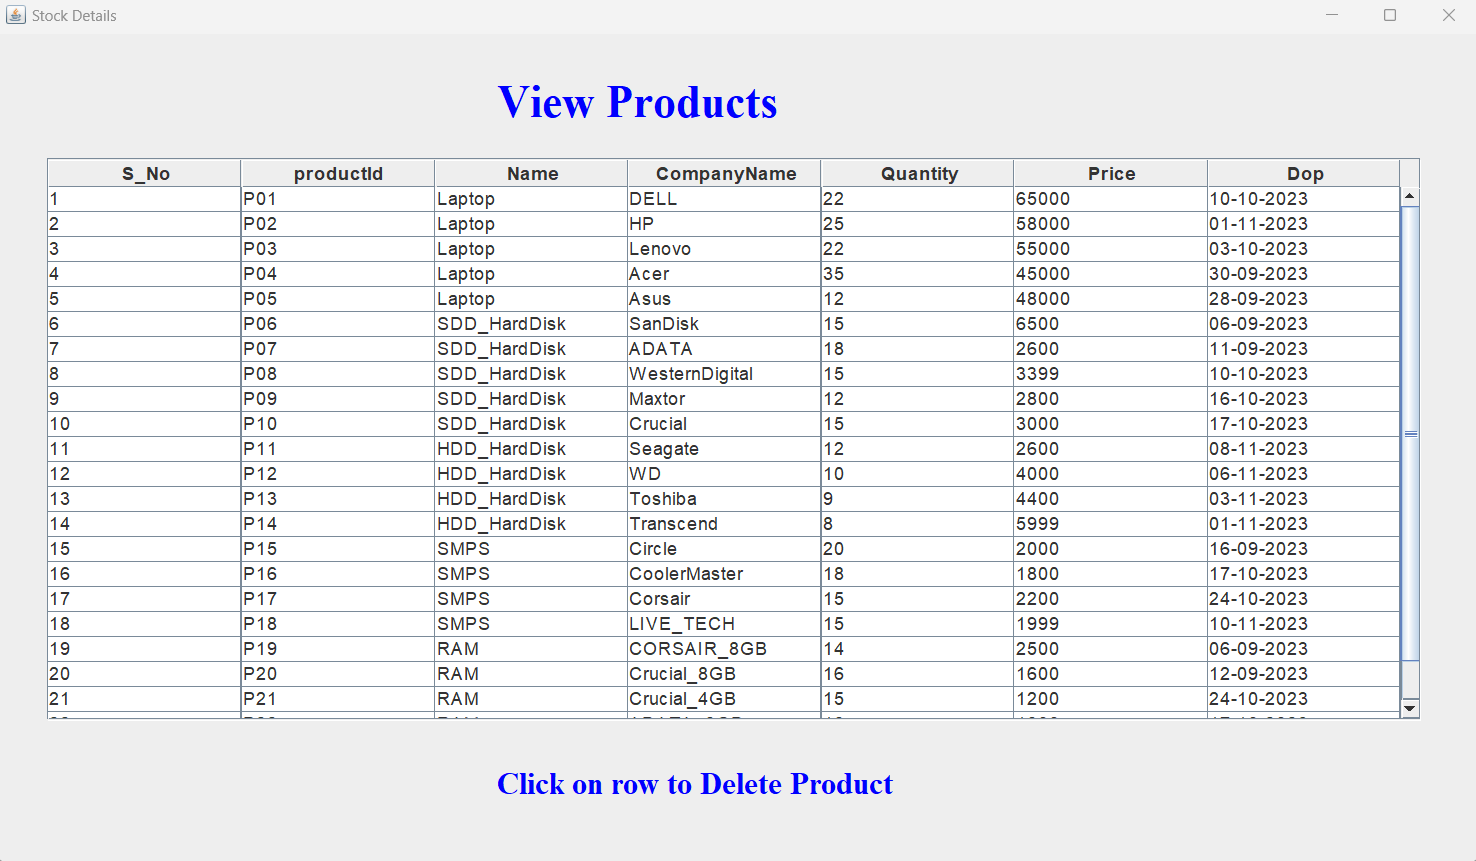 Stock Details
View Products
S_No productId Name CompanyName Quantity Price Dop
1 P01 Laptop DELL 22 65000 10-10-2023
2 P02 Laptop HP 25 58000 01-11-2023
3 P03 Laptop Lenovo 22 55000 03-10-2023
4 P04 Laptop Acer 35 45000 30-09-2023
5 P05 Laptop Asus 12 48000 28-09-2023
6 P06 SDD_HardDisk SanDisk 15 6500 06-09-2023
7 P07 SDD_HardDisk ADATA 18 2600 11-09-2023
8 P08 SDD_HardDisk WesternDigital 15 3399 10-10-2023
9 P09 SDD_HardDisk Maxtor 12 2800 16-10-2023
10 P10 SDD_HardDisk Crucial 15 3000 17-10-2023
11 P11 HDD_HardDisk Seagate 12 2600 08-11-2023
12 P12 HDD_HardDisk WD 10 4000 06-11-2023
13 P13 HDD_HardDisk Toshiba 9 4400 03-11-2023
14 P14 HDD_HardDisk Transcend 8 5999 01-11-2023
15 P15 SMPS Circle 20 2000 16-09-2023
16 P16 SMPS CoolerMaster 18 1800 17-10-2023
17 P17 SMPS Corsair 15 2200 24-10-2023
18 P18 SMPS LIVE_TECH 15 1999 10-11-2023
19 P19 RAM CORSAIR_8GB 14 2500 06-09-2023
20 P20 RAM Crucial_8GB 16 1600 12-09-2023
21 P21 RAM Crucial_4GB 15 1200 24-10-2023
Click on row to Delete Product